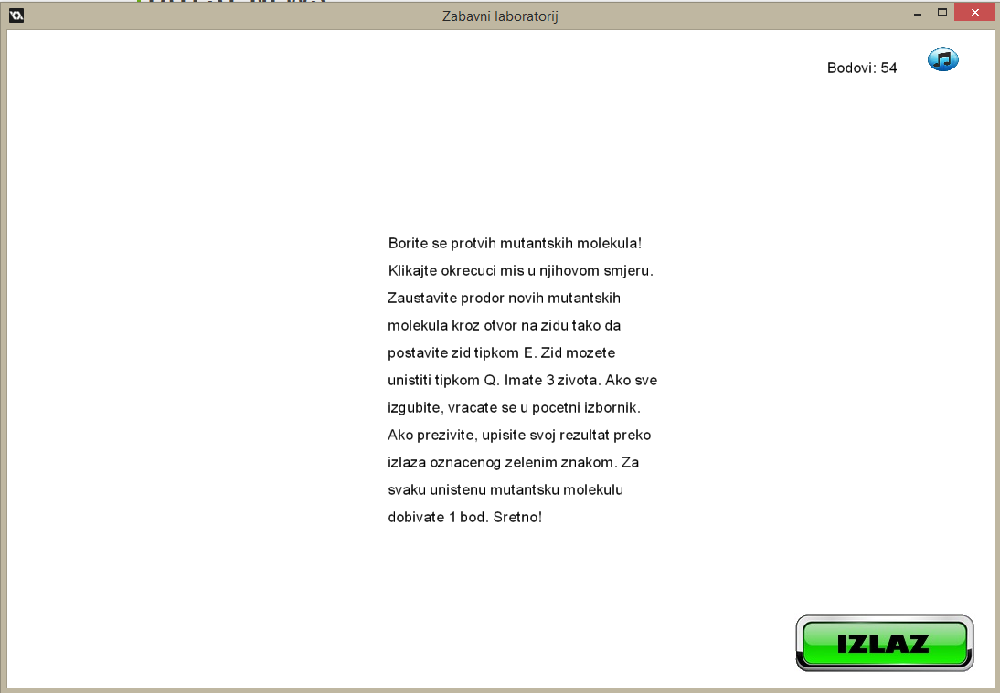 Zabavni laboratorij
Bodovi: 54
Borite se protvih mutantskih molekula!
Klikajte okrecuci mis u njihovom smjeru.
Zaustavite prodor novih mutantskih
molekula kroz otvor na zidu tako da
postavite zid tipkom E. Zid mozete
unistiti tipkom Q. Imate 3 zivota. Ako sve
izgubite, vracate se u pocetni izbornik.
Ako prezivite, upisite svoj rezultat preko
izlaza oznacenog zelenim znakom. Za
svaku unistenu mutantsku molekulu
dobivate 1 bod. Sretno!
IZLAZ